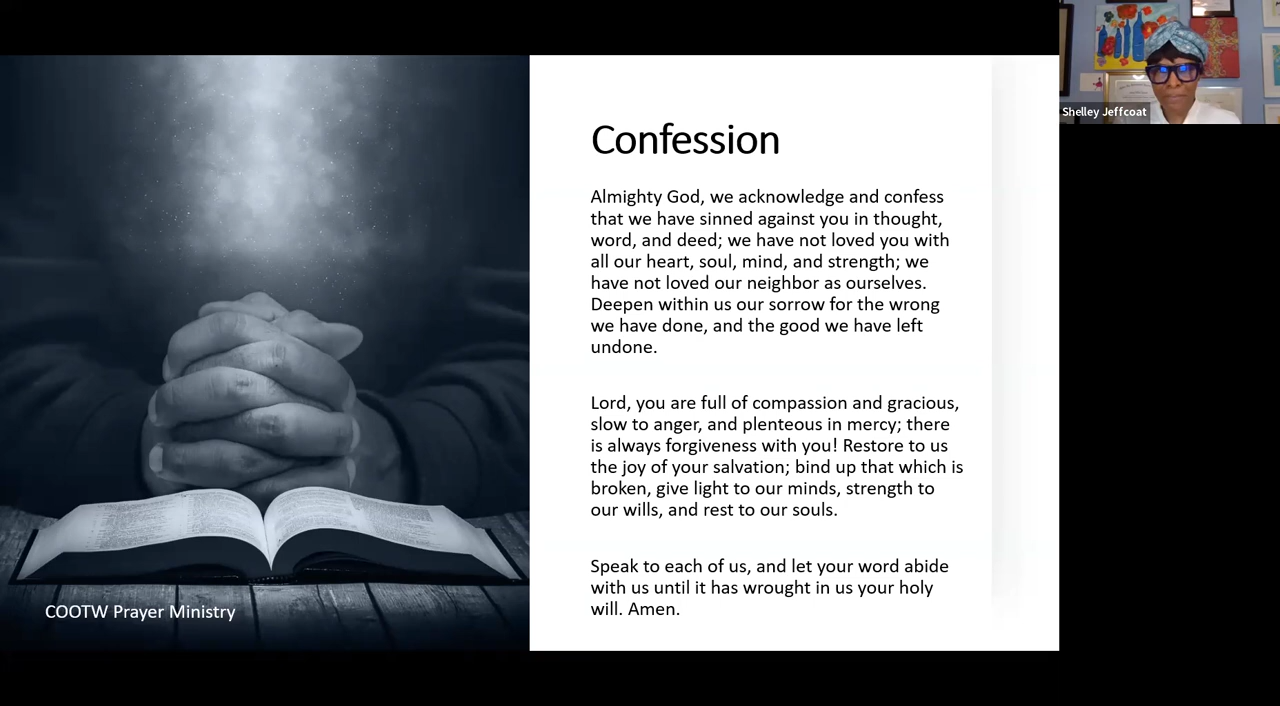 Confession
Almighty God, we acknowledge and confess
that we have sinned against you in thought,
word, and deed; we have not loved you with
all our heart, soul, mind, and strength; we
have not loved our neighbor as ourselves.
Deepen within us our sorrow for the wrong
we have done, and the good we have left
undone.
Lord, you are full of compassion and gracious,
slow to anger, and plenteous in mercy; there
is always forgiveness with you! Restore to us
the joy of your salvation; bind up that which is
broken, give light to our minds, strength to
our wills, and rest to our souls.
Speak to each of us, and let your word abide
with us until it has wrought in us your holy
will. Amen.
COOTW Prayer Ministry
Shelley Jeffcoat